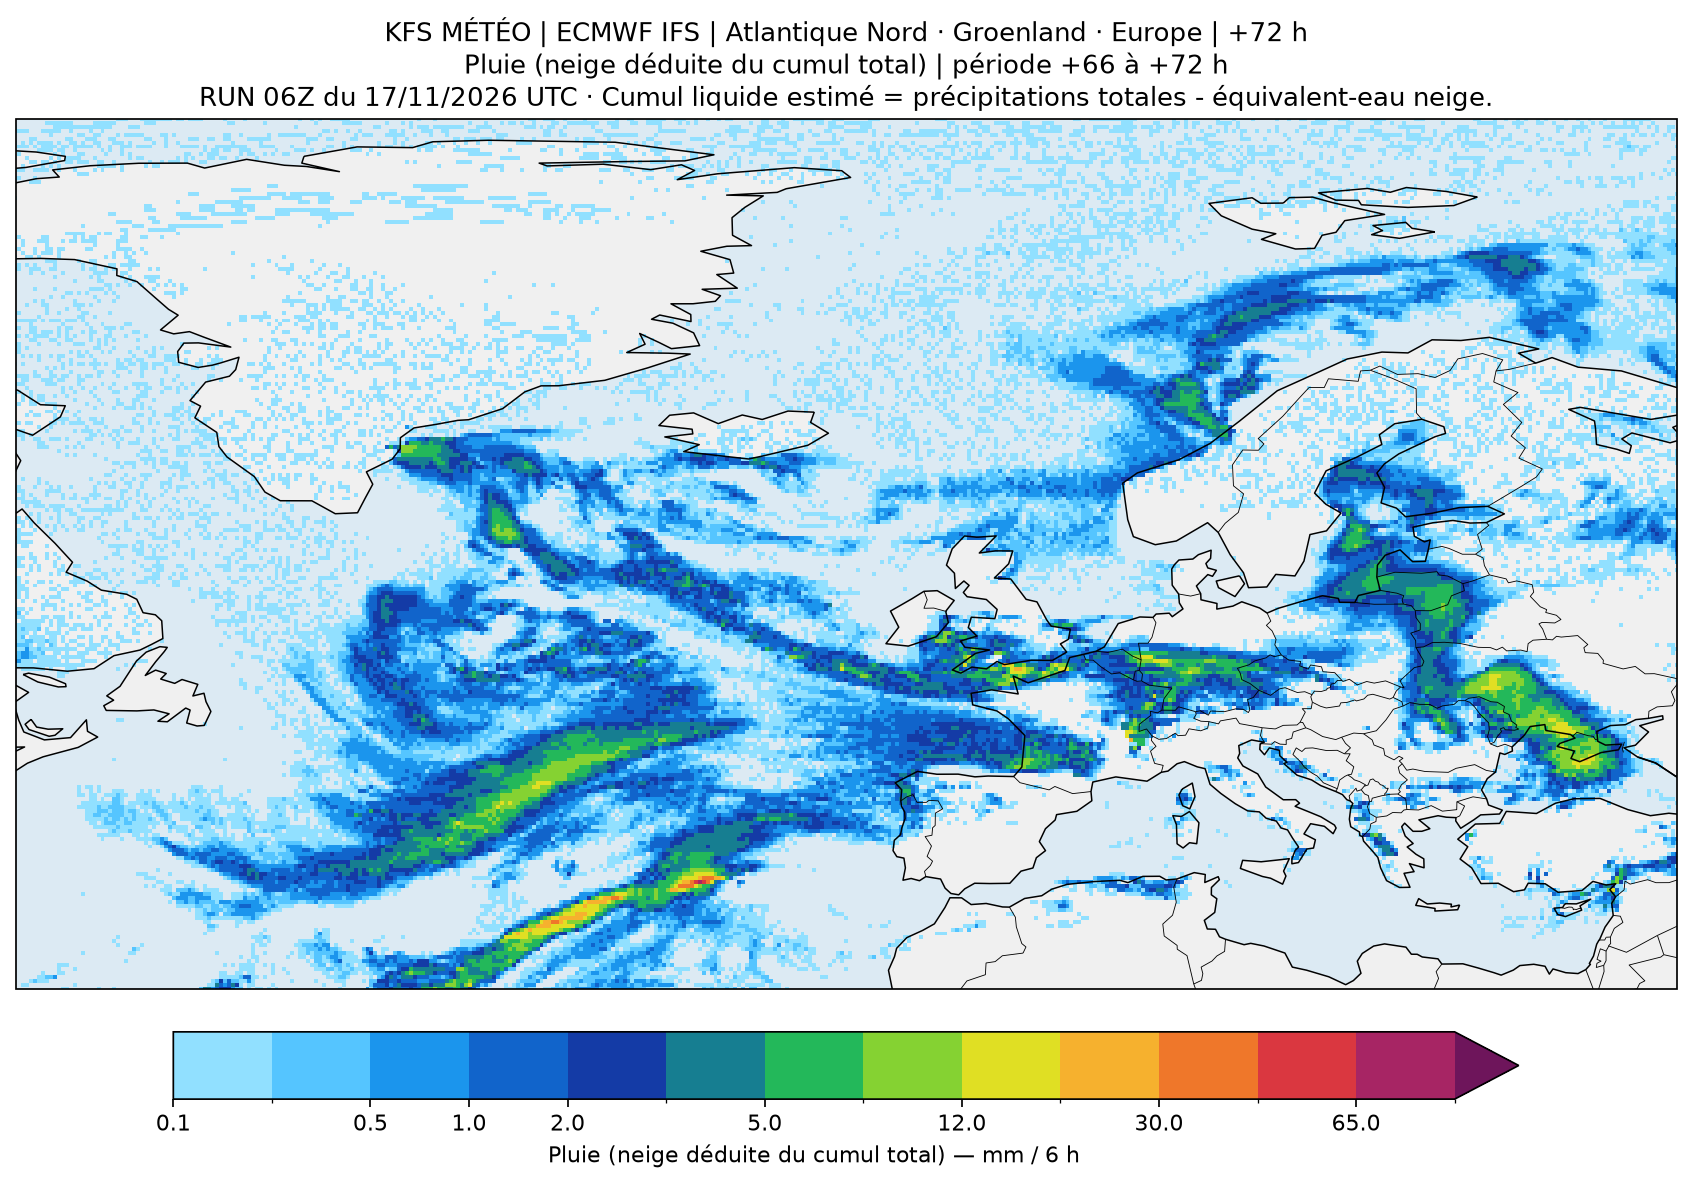 KFS MÉTÉO | ECMWF IFS | Atlantique Nord · Groenland · Europe | +72 h
Pluie (neige déduite du cumul total) | période +66 à +72 h
RUN 06Z du 17/11/2026 UTC · Cumul liquide estimé = précipitations totales - équivalent-eau neige.
0.1 0.5 1.0 2.0 5.0 12.0 30.0 65.0
Pluie (neige déduite du cumul total) — mm / 6 h